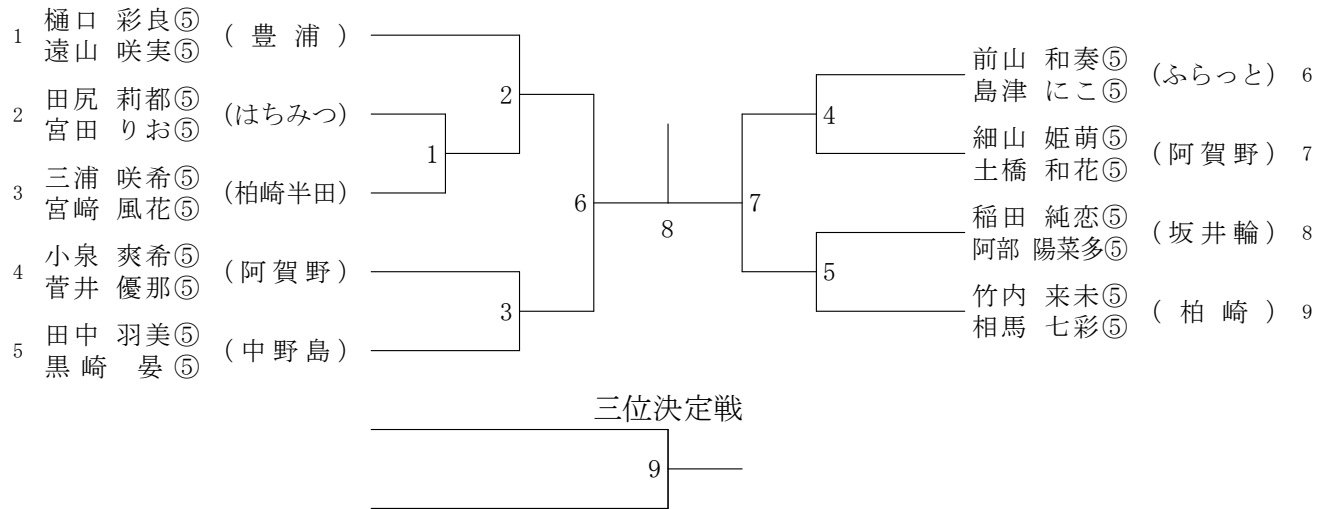 1 樋口 彩良⑤ (豊浦)
遠山 咲実⑤
2 田尻 莉都⑤ (はちみつ)
宮田 りお⑤
3 三浦 咲希⑤ (柏崎半田)
宮﨑 風花⑤
4 小泉 爽希⑤ (阿賀野)
菅井 優那⑤
5 田中 羽美⑤ (中野島)
黒崎 晏⑤
2
1
6
3
8
前山 和奏⑤ (ふらっと) 6
島津 にこ⑤
細山 姫萌⑤ (阿賀野) 7
土橋 和花⑤
稲田 純恋⑤ (坂井輪) 8
阿部 陽菜多⑤
竹内 来未⑤ (柏崎) 9
相馬 七彩⑤
4
7
5
三位決定戦
9